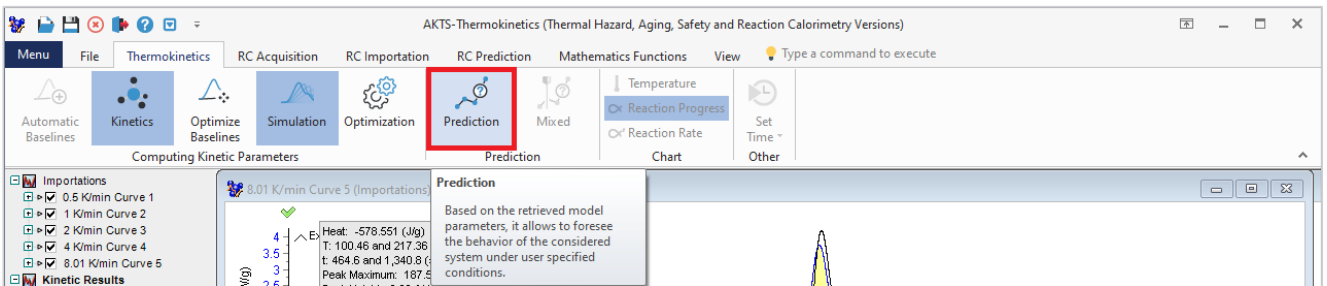 AKTS-Thermokinetics (Thermal Hazard, Aging, Safety and Reaction Calorimetry Versions)
Menu File Thermokinetics RC Acquisition RC Importation RC Prediction Mathematics Functions View Type a command to execute
Automatic Baselines
Kinetics
Optimize Baselines
Simulation
Optimization
Prediction
Mixed
Temperature
Reaction Progress
Reaction Rate
Set Time
Computing Kinetic Parameters Prediction Chart Other
Importations
0.5 K/min Curve 1
1 K/min Curve 2
2 K/min Curve 3
4 K/min Curve 4
8.01 K/min Curve 5
Kinetic Results
8.01 K/min Curve 5 (Importations)
Heat: -578.551 (J/g)
T: 100.46 and 217.36
t: 464.6 and 1,340.8
Peak Maximum: 187.5
4
3.5
3
2.5
Prediction
Based on the retrieved model
parameters, it allows to foresee
the behavior of the considered
system under user specified
conditions.